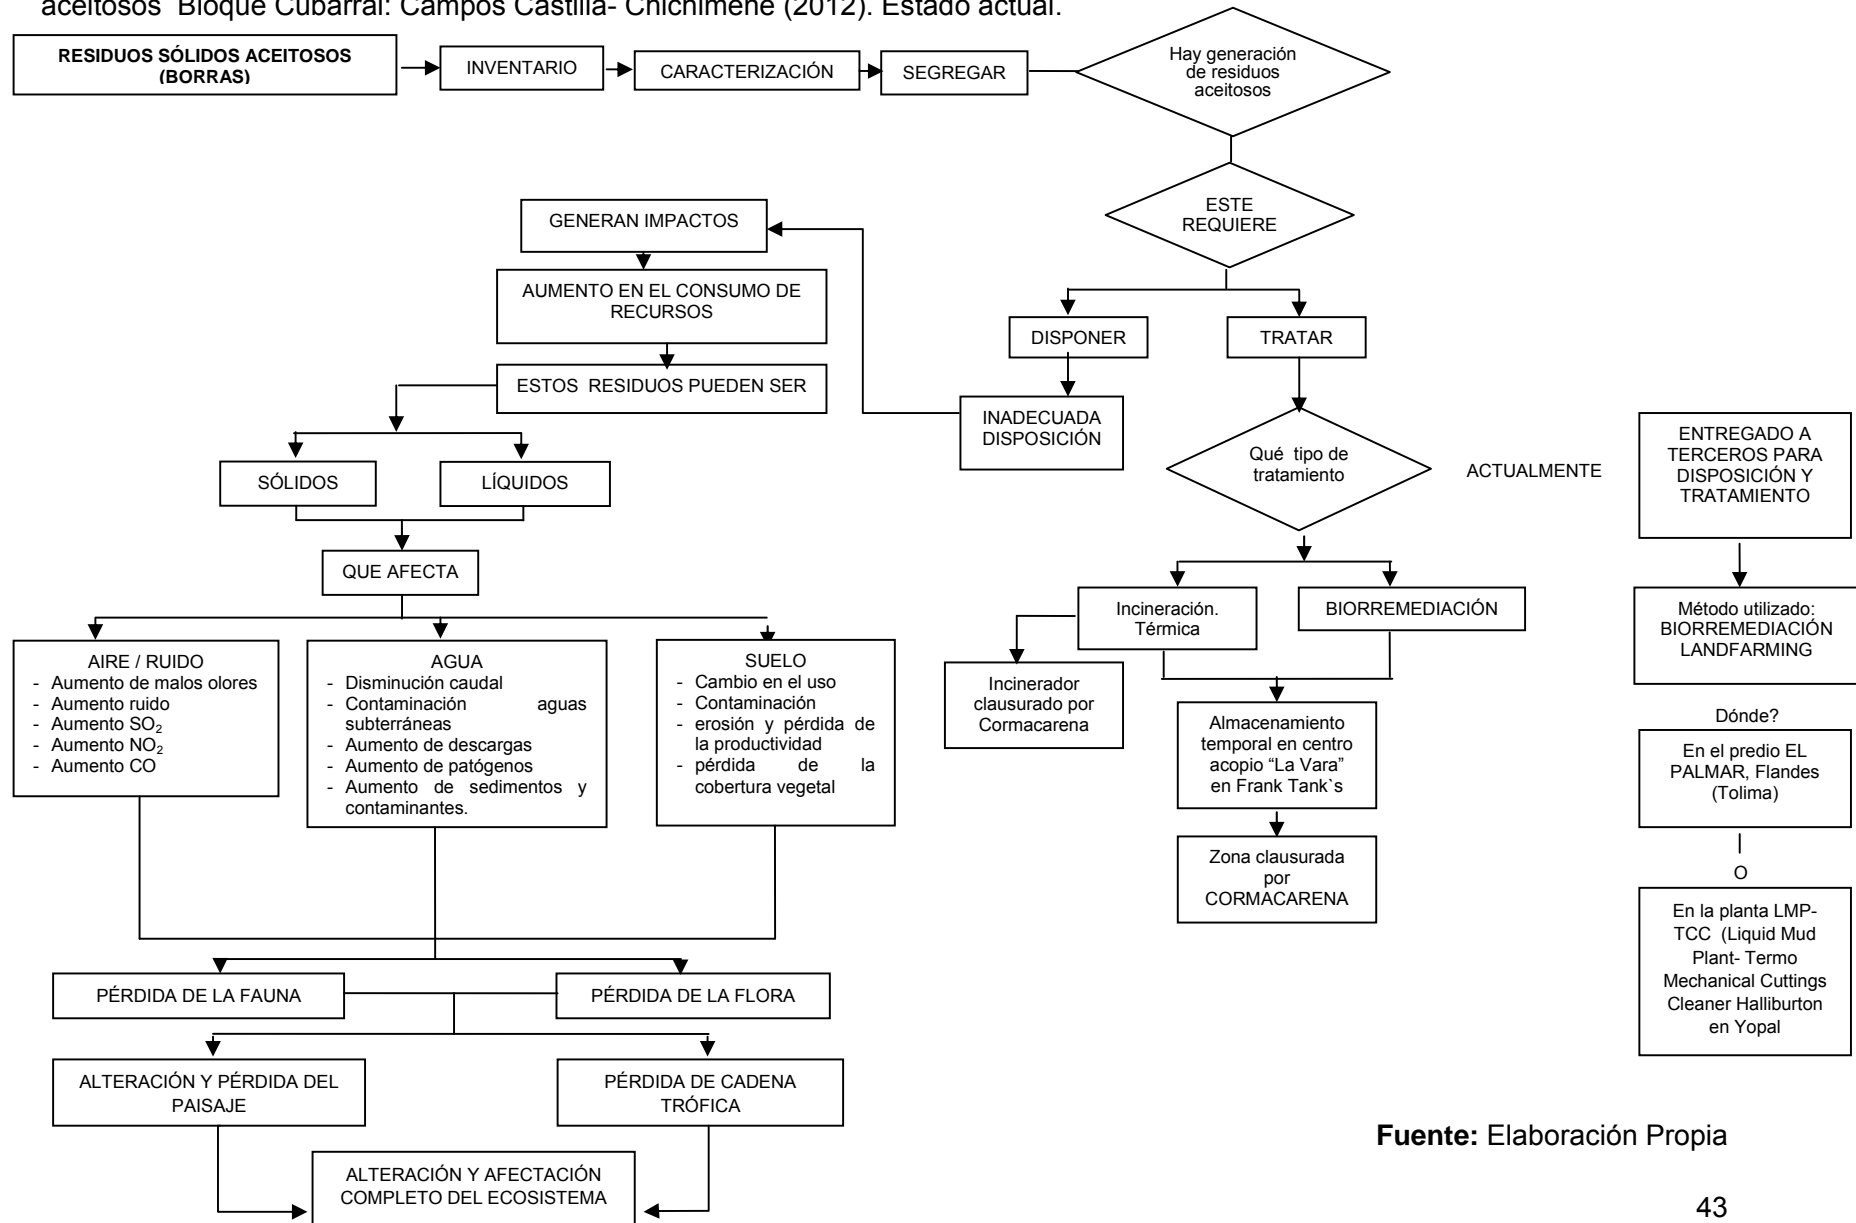 aceitosos Bloque Cubarral: Campos Castilla- Chichimene (2012). Estado actual.
RESIDUOS SÓLIDOS ACEITOSOS
(BORRAS)
INVENTARIO
CARACTERIZACIÓN
SEGREGAR
Hay generación
de residuos
aceitosos
ESTE
REQUIERE
GENERAN IMPACTOS
AUMENTO EN EL CONSUMO DE
RECURSOS
ESTOS RESIDUOS PUEDEN SER
SÓLIDOS
LÍQUIDOS
QUE AFECTA
DISPONER
TRATAR
INADECUADA
DISPOSICIÓN
Qué tipo de
tratamiento
ACTUALMENTE
ENTREGADO A
TERCEROS PARA
DISPOSICIÓN Y
TRATAMIENTO
Incineración.
Térmica
BIORREMEDIACIÓN
Método utilizado:
BIORREMEDIACIÓN
LANDFARMING
AIRE / RUIDO
- Aumento de malos olores
- Aumento ruido
- Aumento SO₂
- Aumento NO₂
- Aumento CO
AGUA
- Disminución caudal
- Contaminación aguas
subterráneas
- Aumento de descargas
- Aumento de patógenos
- Aumento de sedimentos y
contaminantes.
SUELO
- Cambio en el uso
- Contaminación
- erosión y pérdida de
la productividad
- pérdida de la
cobertura vegetal
Incinerador
clausurado por
Cormacarena
Almacenamiento
temporal en centro
acopio “La Vara”
en Frank Tank`s
Zona clausurada
por
CORMACARENA
Dónde?
En el predio EL
PALMAR, Flandes
(Tolima)
O
En la planta LMP-
TCC (Liquid Mud
Plant- Termo
Mechanical Cuttings
Cleaner Halliburton
en Yopal
PÉRDIDA DE LA FAUNA
PÉRDIDA DE LA FLORA
ALTERACIÓN Y PÉRDIDA DEL
PAISAJE
PÉRDIDA DE CADENA
TRÓFICA
ALTERACIÓN Y AFECTACIÓN
COMPLETO DEL ECOSISTEMA
Fuente: Elaboración Propia
43